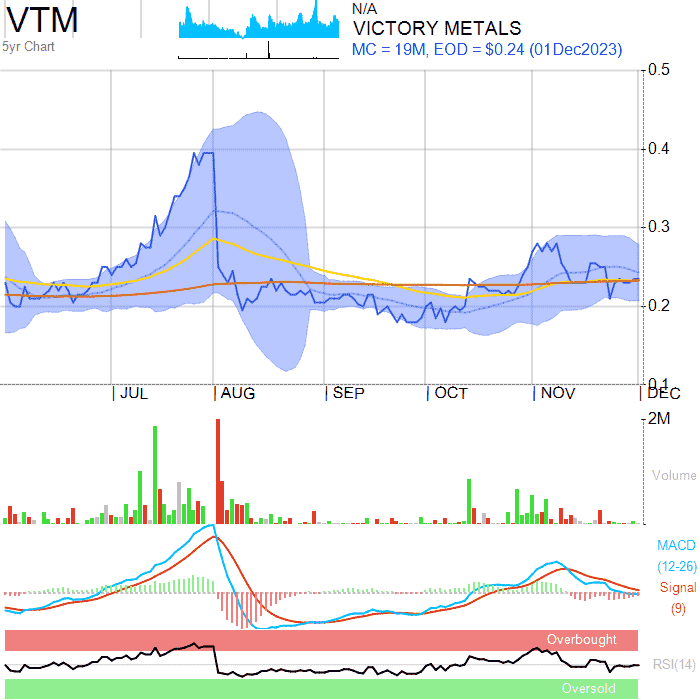 VTM
5yr Chart
N/A
VICTORY METALS
MC = 19M, EOD = $0.24 (01Dec2023)
0.5
0.4
0.3
0.2
0.1
JUL
AUG
SEP
OCT
NOV
DEC
2M
Volume
MACD
(12-26)
Signal
(9)
Overbought
RSI(14)
Oversold